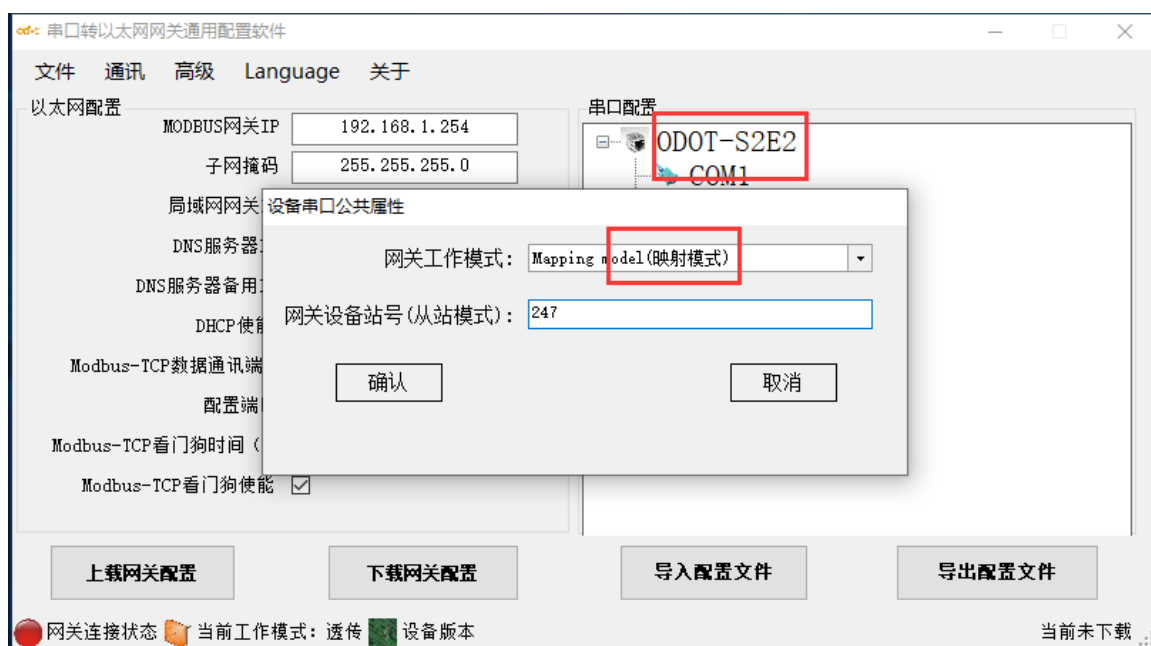 串口转以太网网关通用配置软件
文件 通讯 高级 Language 关于
以太网配置
MODBUS网关IP 192.168.1.254
子网掩码 255.255.255.0
局域网网关
DNS服务器
DNS服务器备用
DHCP使能
Modbus-TCP数据通讯端
配置端
Modbus-TCP看门狗时间（
Modbus-TCP看门狗使能
串口配置
ODOT-S2E2
COM1
设备串口公共属性
网关工作模式： Mapping model(映射模式)
网关设备站号(从站模式)： 247
确认 取消
上载网关配置 下载网关配置 导入配置文件 导出配置文件
网关连接状态 当前工作模式：透传 设备版本 当前未下载